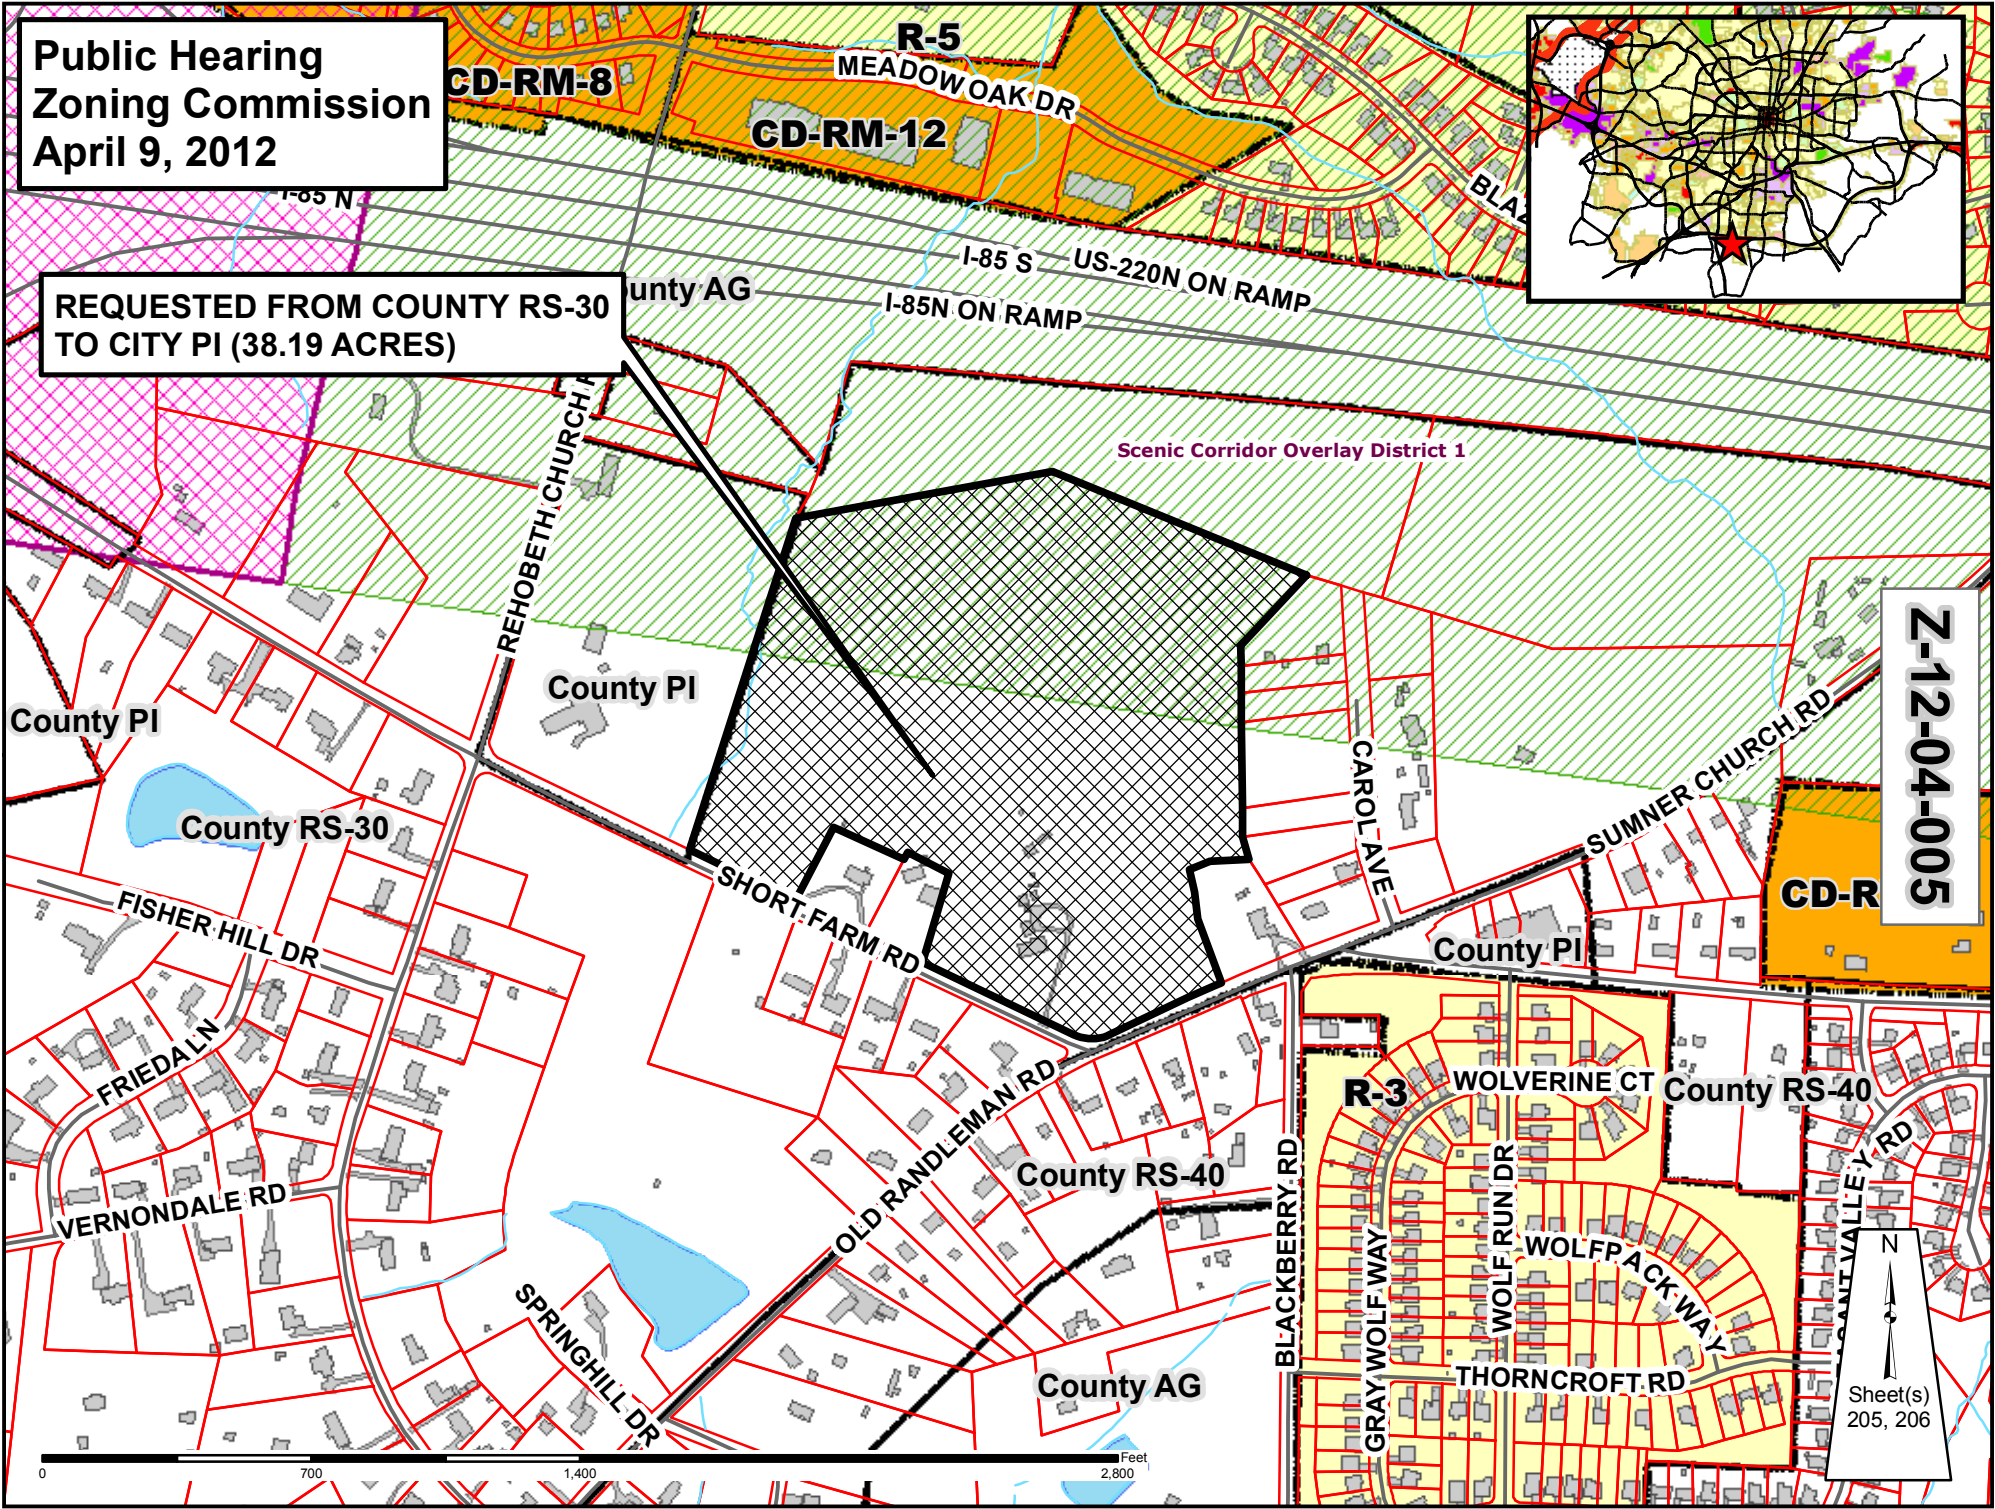 Public Hearing
Zoning Commission
April 9, 2012
R-5
CD-RM-8
MEADOW OAK DR
CD-RM-12
I-85 N
I-85 S
US-220N ON RAMP
I-85N ON RAMP
REQUESTED FROM COUNTY RS-30
TO CITY PI (38.19 ACRES)
AG
Scenic Corridor Overlay District 1
REHOBETH CHURCH
County PI
County PI
Z-12-04-005
CAROL AVE
SUMNER CHURCH RD
County RS-30
SHORT FARM RD
FISHER HILL DR
County PI
FRIEDA LN
R-3
WOLVERINE CT
County RS-40
OLD RANDLEMAN RD
County RS-40
BLACKBERRY RD
WOLF RUN DR
VERNONDALE RD
GRAY WOLF WAY
WOLFPACK WAY
SPRINGHILL DR
THORNCROFT RD
County AG
VALLEY RD
N
Sheet(s)
205, 206
0 700 1,400 2,800
Feet